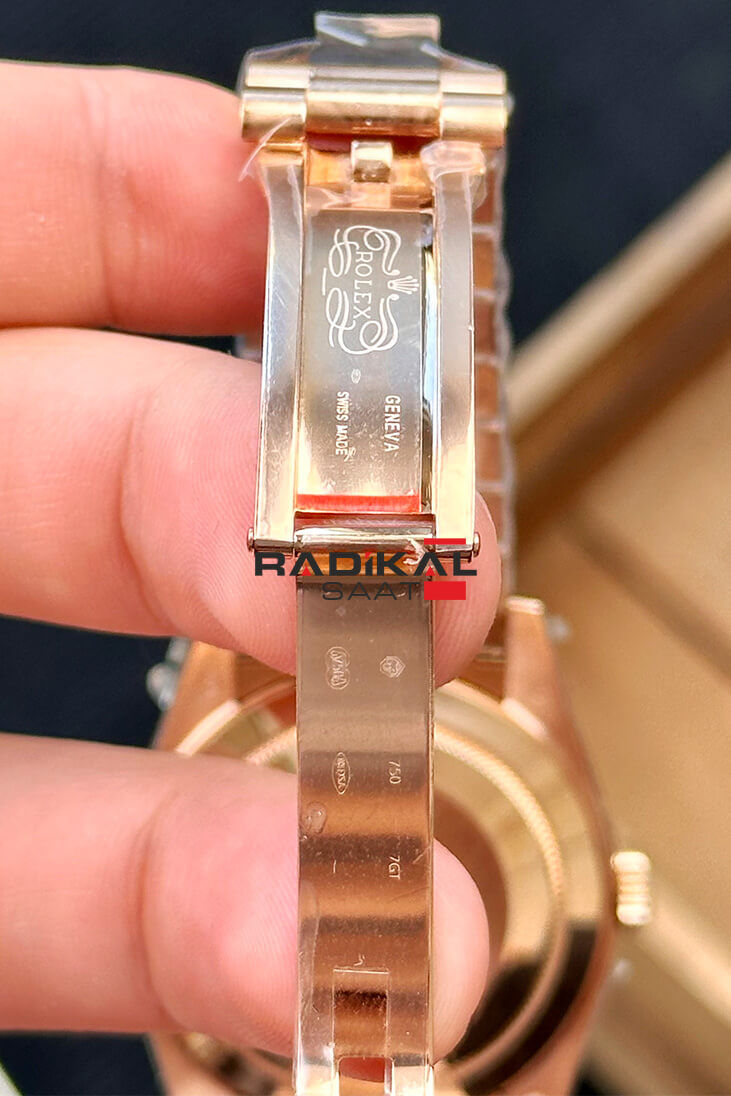 ROLEX
GENEVA
SWISS MADE
RADİKAL
SAAT
750
7GT